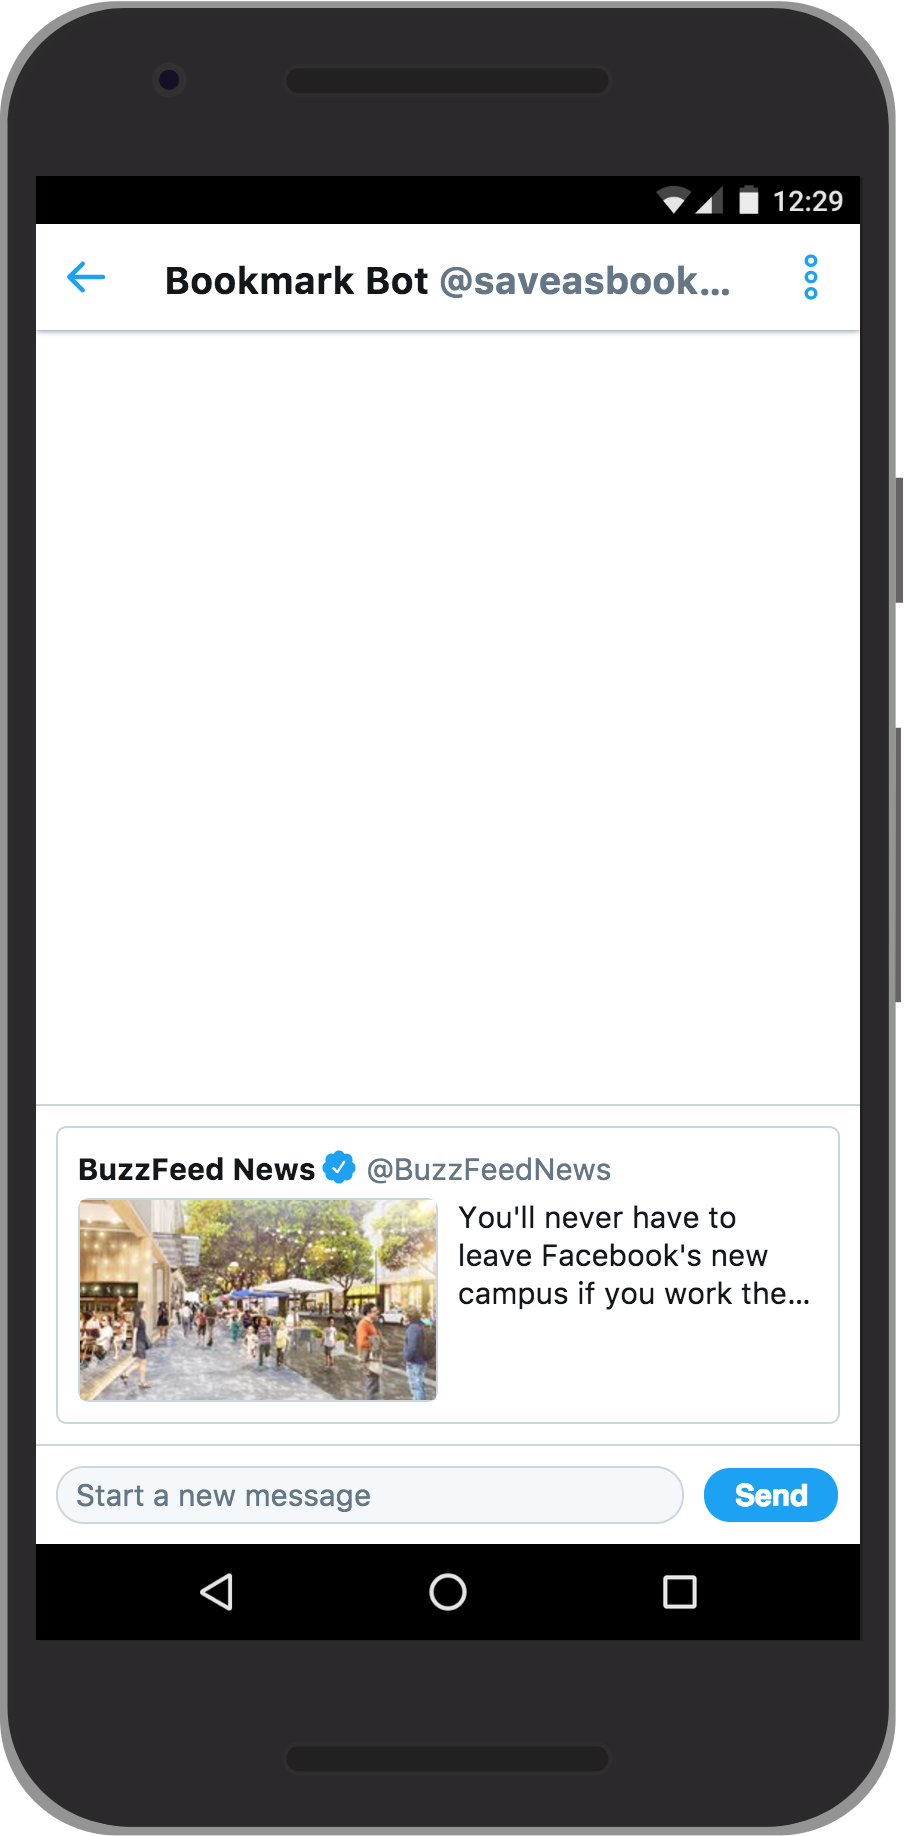 12:29
Bookmark Bot @saveasbook...
BuzzFeed News @BuzzFeedNews
You'll never have to
leave Facebook's new
campus if you work the...
Start a new message
Send